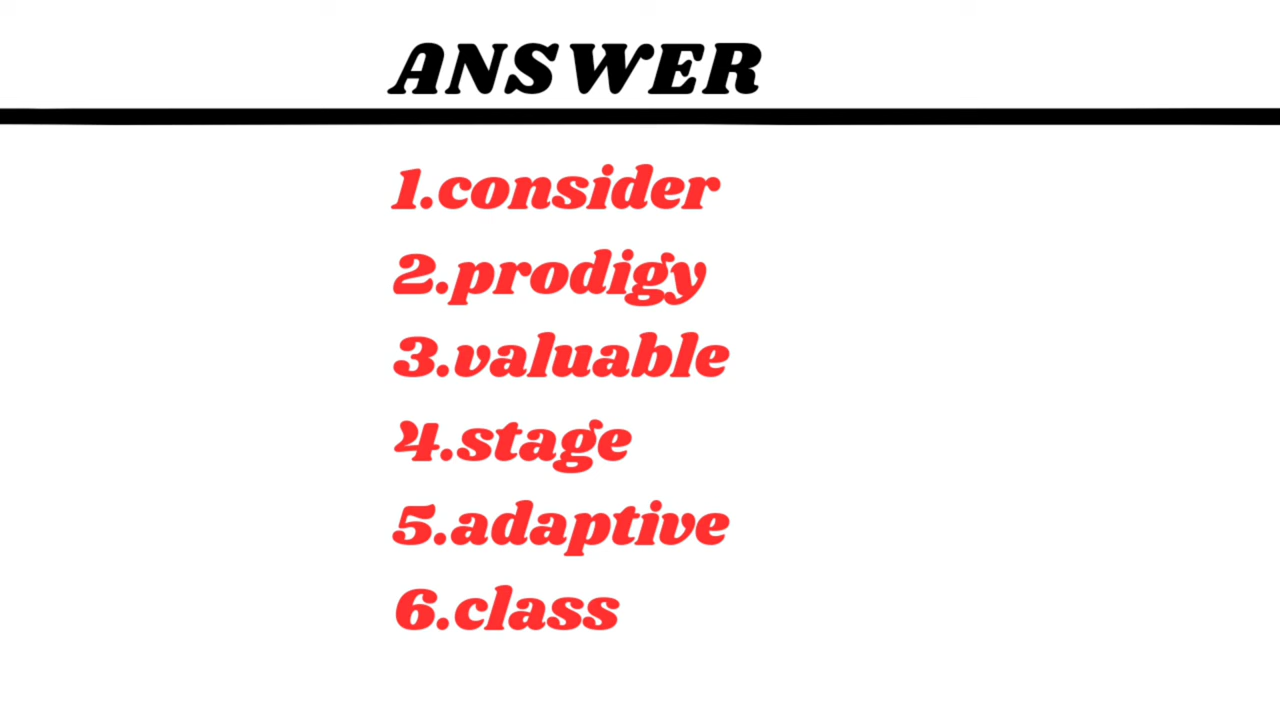 ANSWER
1.consider
2.prodigy
3.valuable
4.stage
5.adaptive
6.class